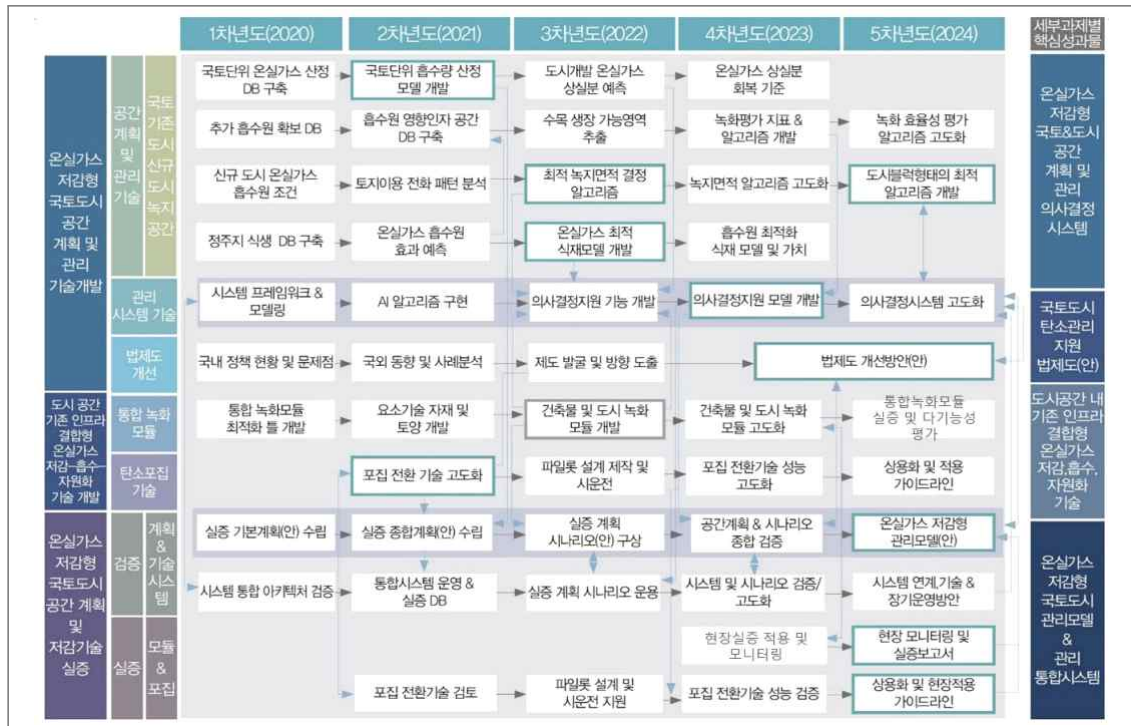 1차년도(2020)
2차년도(2021)
3차년도(2022)
4차년도(2023)
5차년도(2024)
세부과제별
핵심성과물
온실가스
저감형
국토도시
공간
계획 및
관리
기술개발
공간
계획
및
관리
기술
국토
기존
도시
신규
도시
녹지
공간
국토단위 온실가스 산정
DB 구축
국토단위 흡수량 산정
모델 개발
도시개발 온실가스
상실분 예측
온실가스 상실분
회복 기준
추가 흡수원 확보 DB
흡수원 영향인자 공간
DB 구축
수목 생장 가능영역
추출
녹화평가 지표 &
알고리즘 개발
녹화 효율성 평가
알고리즘 고도화
신규 도시 온실가스
흡수원 조건
토지이용 전화 패턴 분석
최적 녹지면적 결정
알고리즘
녹지면적 알고리즘 고도화
도시블럭형태의 최적
알고리즘 개발
정주지 식생 DB 구축
온실가스 흡수원
효과 예측
온실가스 최적
식재모델 개발
흡수원 최적화
식재 모델 및 가치
온실가스
저감형
국토&도시
공간
계획 및
관리
의사결정
시스템
관리
시스템 기술
시스템 프레임워크 &
모델링
AI 알고리즘 구현
의사결정지원 기능 개발
의사결정지원 모델 개발
의사결정시스템 고도화
법제도
개선
국내 정책 현황 및 문제점
국외 동향 및 사례분석
제도 발굴 및 방향 도출
법제도 개선방안(안)
국토도시
탄소관리
지원
법제도(안)
도시 공간
기존 인프라
결합형
온실가스
저감-흡수-
자원화
기술 개발
통합 녹화
모듈
통합 녹화모듈
최적화 틀 개발
요소기술 자재 및
토양 개발
건축물 및 도시 녹화
모듈 개발
건축물 및 도시 녹화
모듈 고도화
통합녹화모듈
실증 및 다기능성
평가
탄소포집
기술
포집 전환 기술 고도화
파일롯 설계 제작 및
시운전
포집 전환기술 성능
고도화
상용화 및 적용
가이드라인
도시공간 내
기존 인프라
결합형
온실가스
저감,흡수,
자원화
기술
온실가스
저감형
국토도시
공간 계획
및
저감기술
실증
검증
계획
&
기술
시스
템
실증 기본계획(안) 수립
실증 종합계획(안) 수립
실증 계획
시나리오(안) 구상
공간계획 & 시나리오
종합 검증
온실가스 저감형
관리모델(안)
시스템 통합 아키텍처 검증
통합시스템 운영 &
실증 DB
실증 계획 시나리오 운용
시스템 및 시나리오 검증/
고도화
시스템 연계,기술 &
장기운영방안
실증
모듈
&
포집
현장실증 적용 및
모니터링
현장 모니터링 및
실증보고서
포집 전환기술 검토
파일롯 설계 및
시운전 지원
포집 전환기술 성능 검증
상용화 및 현장적용
가이드라인
온실가스
저감형
국토도시
관리모델
&
관리
통합시스템